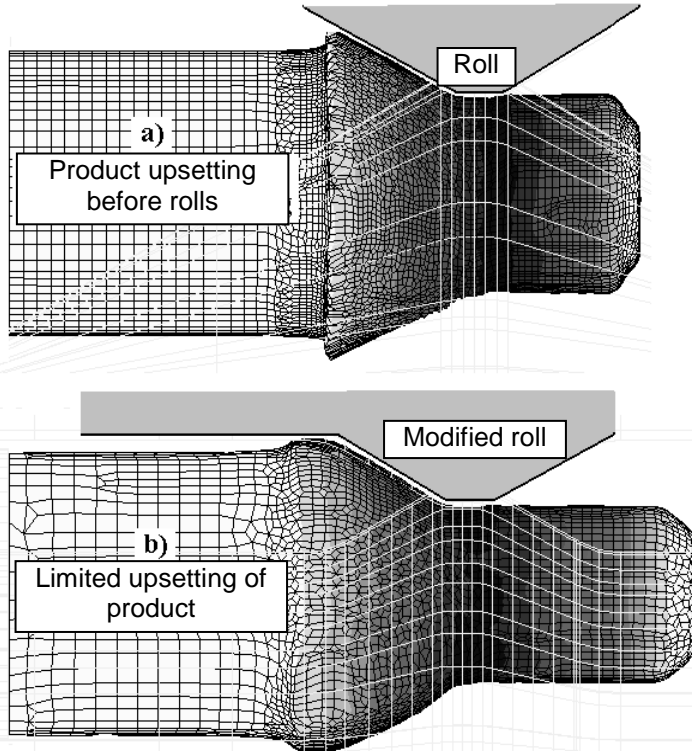 Roll
a)
Product upsetting
before rolls
Modified roll
b)
Limited upsetting of
product